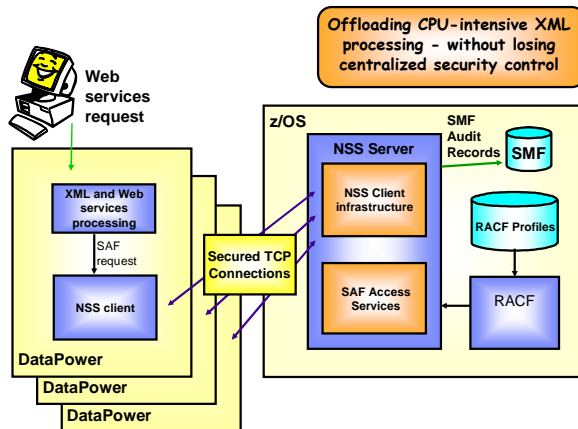 Offloading CPU-intensive XML
processing - without losing
centralized security control
Web
services
request
z/OS
SMF
Audit
Records
SMF
NSS Server
XML and Web
services
processing
NSS Client
infrastructure
RACF Profiles
SAF
request
Secured TCP
Connections
NSS client
SAF Access
Services
RACF
DataPower
DataPower
DataPower